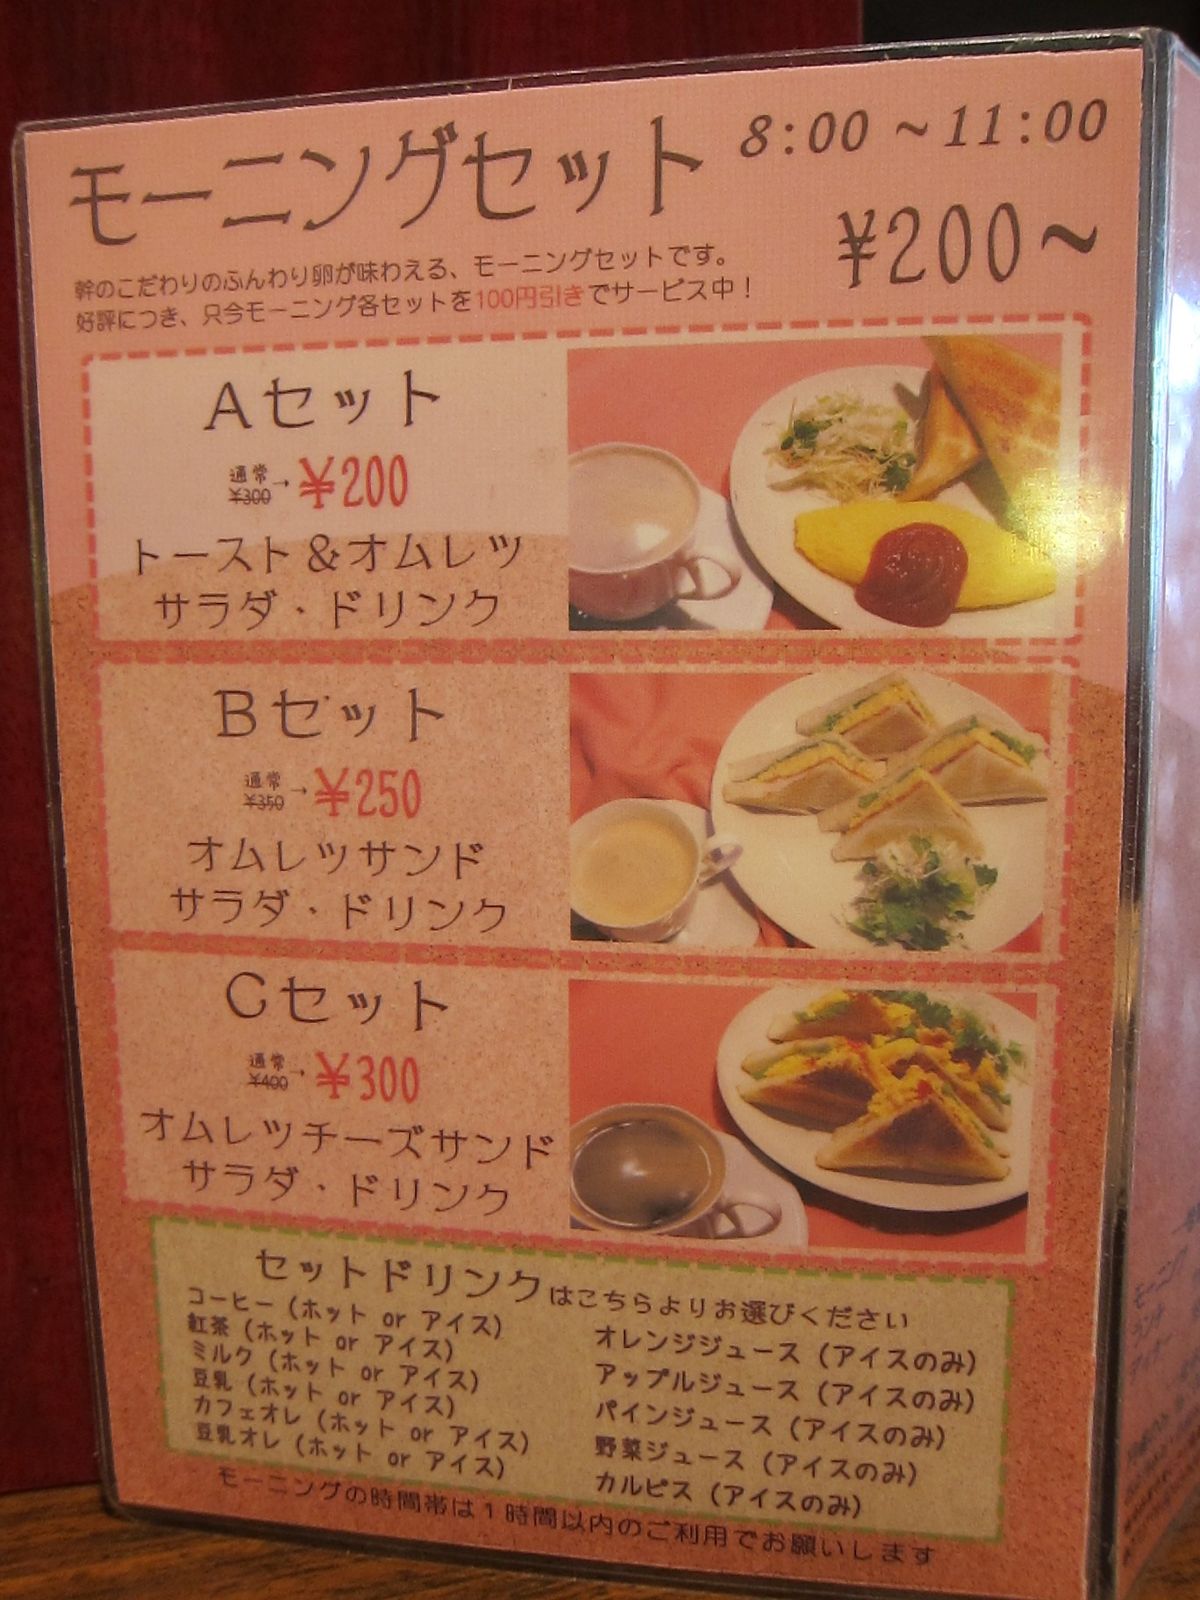 モーニングセット 8:00 ~ 11:00
¥200~
幹のこだわりのふんわり卵が味わえる、モーニングセットです。
好評につき、只今モーニング各セットを100円引きでサービス中!
Aセット
通常
¥300→¥200
トースト&オムレツ
サラダ・ドリンク
Bセット
通常
¥350→¥250
オムレツサンド
サラダ・ドリンク
Cセット
通常
¥400→¥300
オムレツチーズサンド
サラダ・ドリンク
セットドリンクはこちらよりお選びください
コーヒー (ホット or アイス)
紅茶 (ホット or アイス)
ミルク (ホット or アイス)
豆乳 (ホット or アイス)
カフェオレ (ホット or アイス)
豆乳オレ (ホット or アイス)
オレンジジュース (アイスのみ)
アップルジュース (アイスのみ)
パインジュース (アイスのみ)
野菜ジュース (アイスのみ)
カルピス (アイスのみ)
モーニングの時間帯は1時間以内のご利用でお願いします
モーニング
ランチ